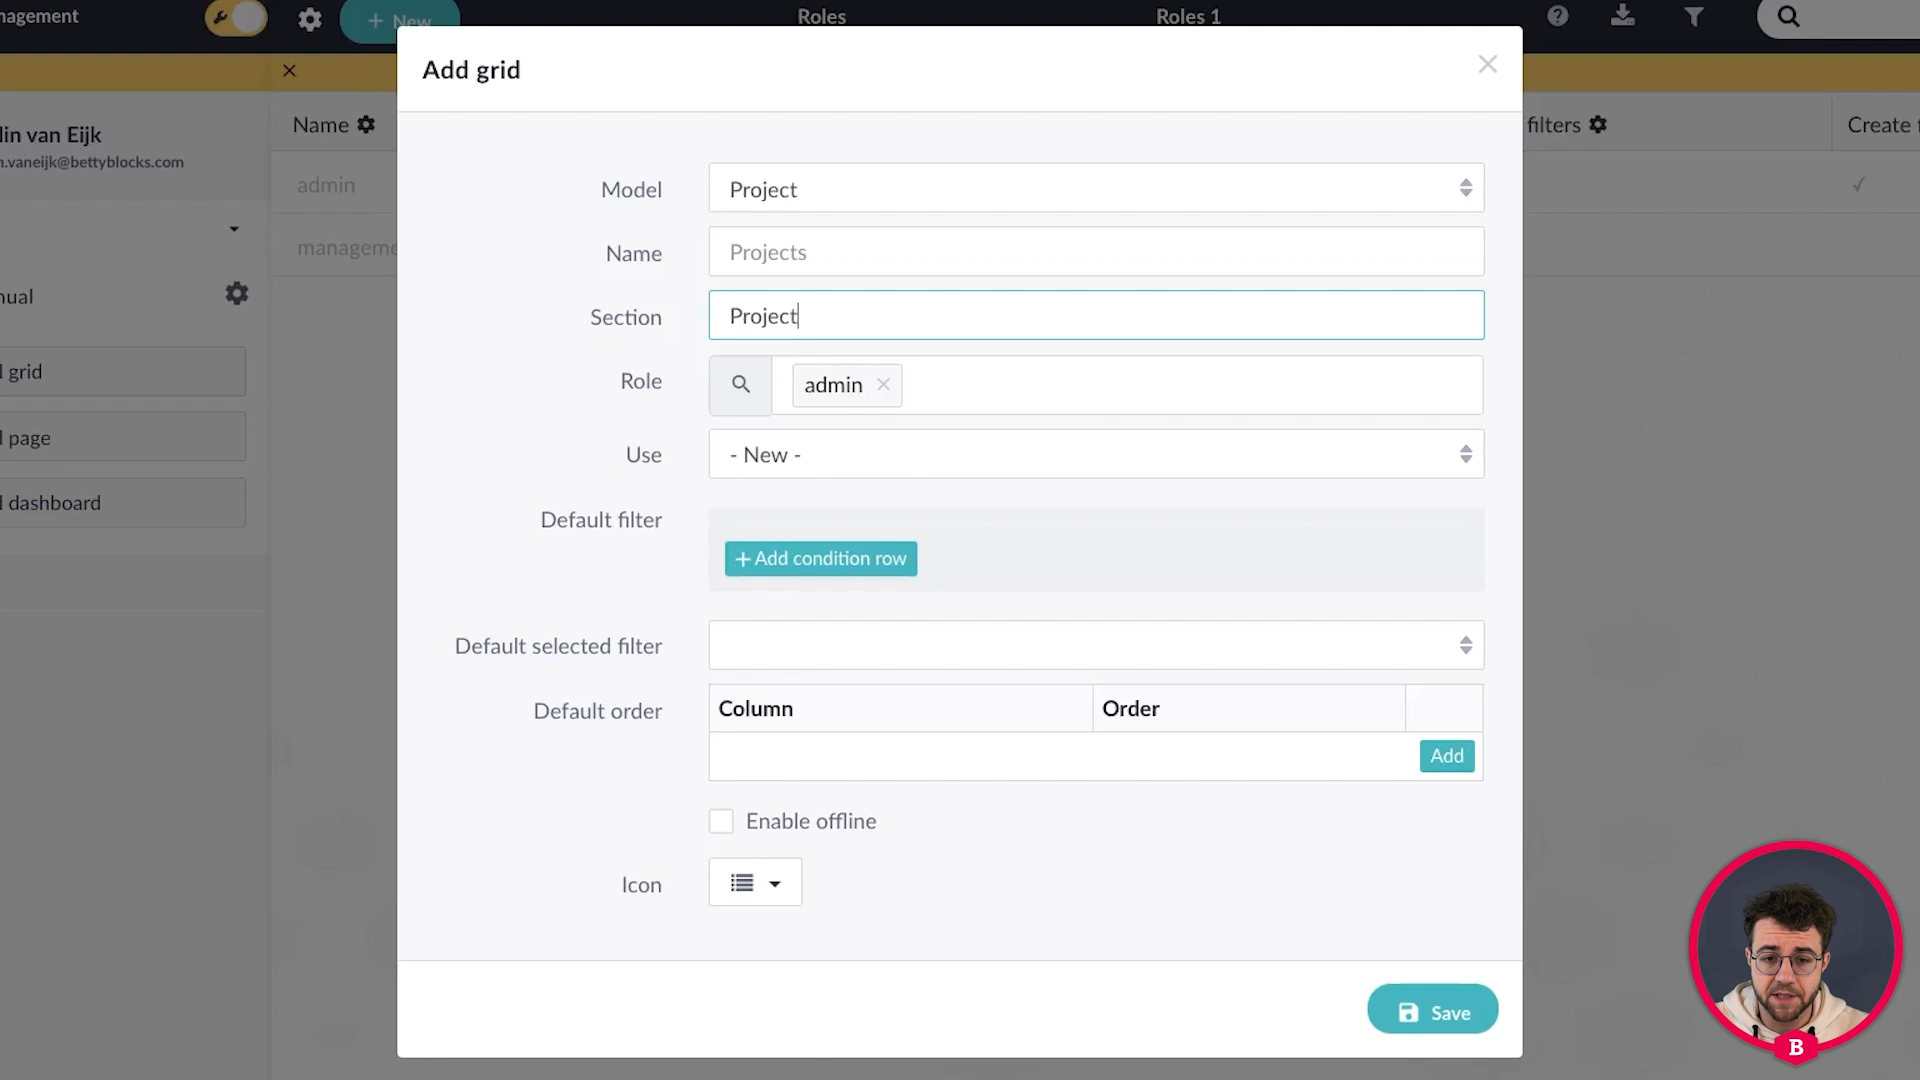 nagement
New
Roles
Roles 1
Add grid
lin van Eijk
n.vaneijk@bettyblocks.com
Name
filters
Create
admin
manageme
nual
grid
page
dashboard
Model
Project
Name
Projects
Section
Project
Role
admin
Use
- New -
Default filter
+ Add condition row
Default selected filter
Default order
Column
Order
Add
Enable offline
Icon
Save
B